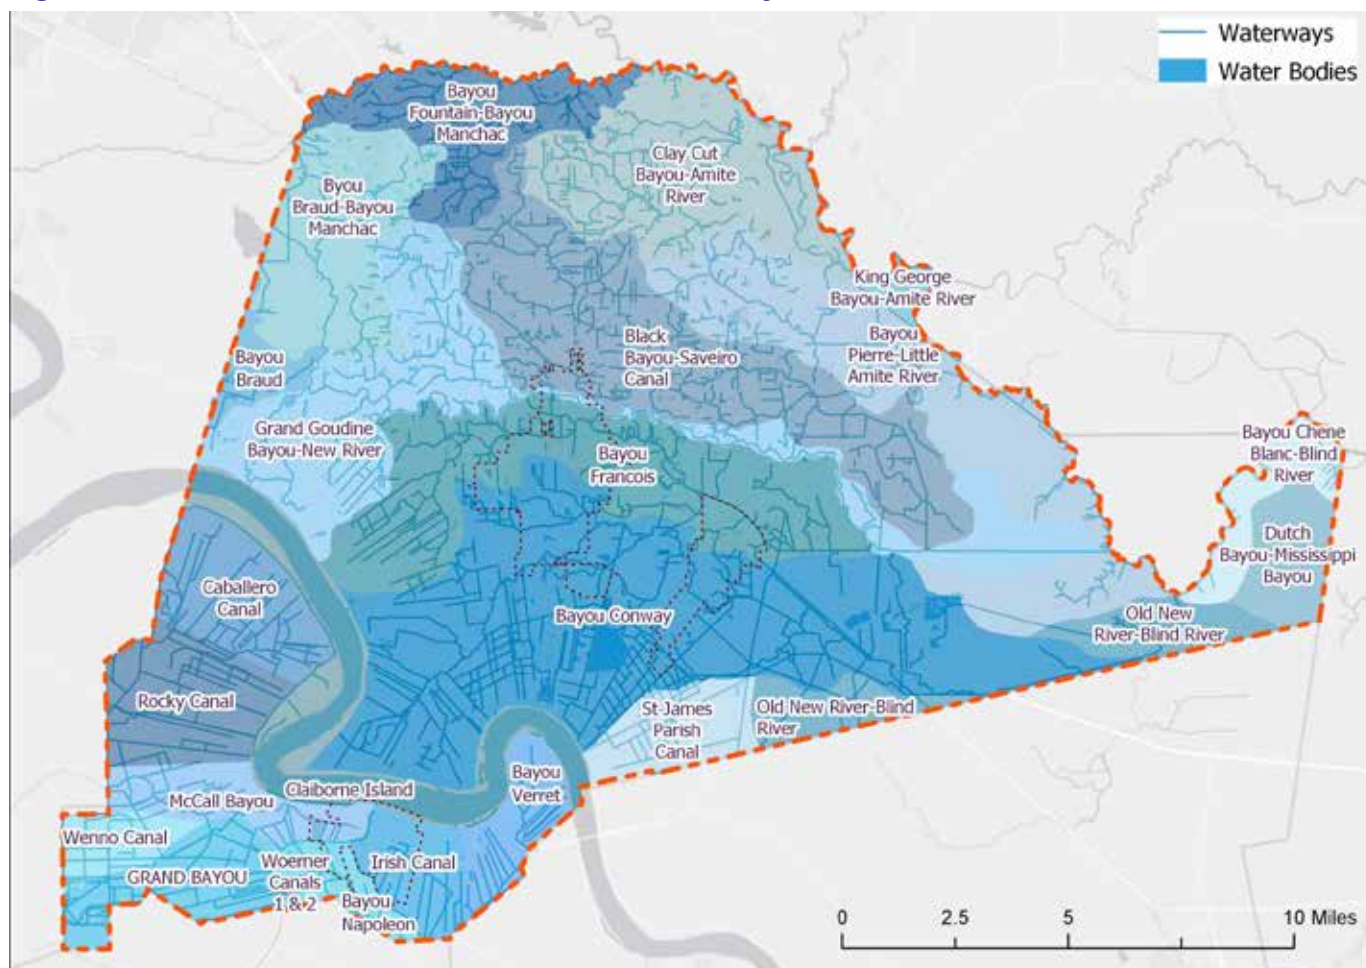 Waterways
Water Bodies
Bayou
Fountain-Bayou
Manchac
Clay Cut
Bayou-Amite
River
Byou
Braud-Bayou
Manchac
King George
Bayou-Amite River
Black
Bayou-Saveiro
Canal
Bayou
Pierre-Little
Amite River
Bayou
Braud
Grand Goudine
Bayou-New River
Bayou
Francois
Bayou Chene
Blanc-Blind
River
Dutch
Bayou-Mississippi
Bayou
Caballero
Canal
Bayou Conway
Old New
River-Blind River
Rocky Canal
St James
Parish
Canal
Old New River-Blind
River
Bayou
Verret
Claiborne Island
McCall Bayou
Wenno Canal
GRAND BAYOU
Woerner
Canals
1 & 2
Irish Canal
Bayou
Napoleon
0 2.5 5 10 Miles